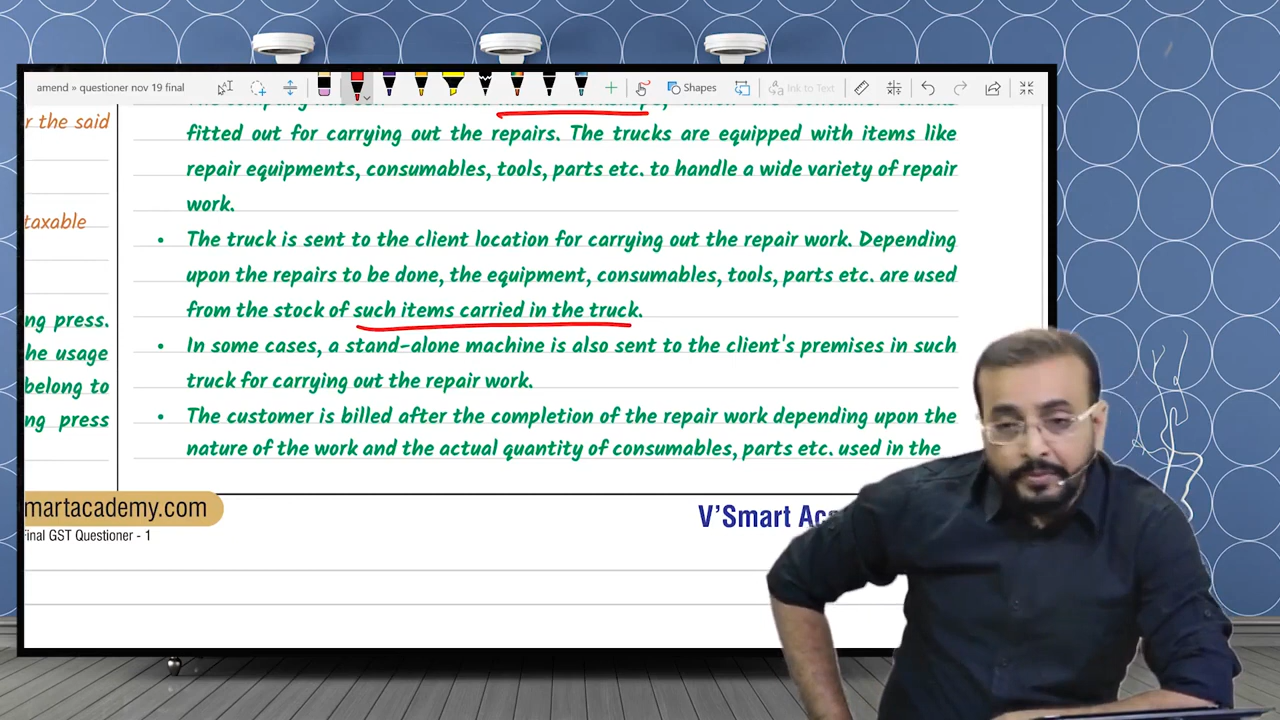 amend » questioner nov 19 final
Shapes
Ink to Text
r the said
fitted out for carrying out the repairs. The trucks are equipped with items like
repair equipments, consumables, tools, parts etc. to handle a wide variety of repair
taxable
work.
• The truck is sent to the client location for carrying out the repair work. Depending
upon the repairs to be done, the equipment, consumables, tools, parts etc. are used
from the stock of such items carried in the truck.
ng press.
he usage
belong to
ng press
• In some cases, a stand-alone machine is also sent to the client's premises in such
truck for carrying out the repair work.
• The customer is billed after the completion of the repair work depending upon the
nature of the work and the actual quantity of consumables, parts etc. used in the
martacademy.com
Final GST Questioner - 1
V'Smart